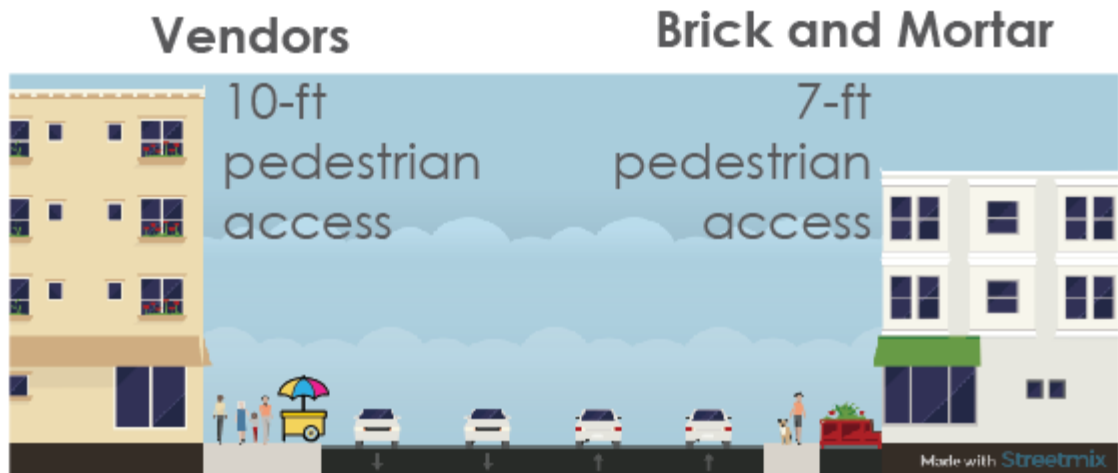 Vendors
10-ft
pedestrian
access
Brick and Mortar
7-ft
pedestrian
access
Made with Streetmix